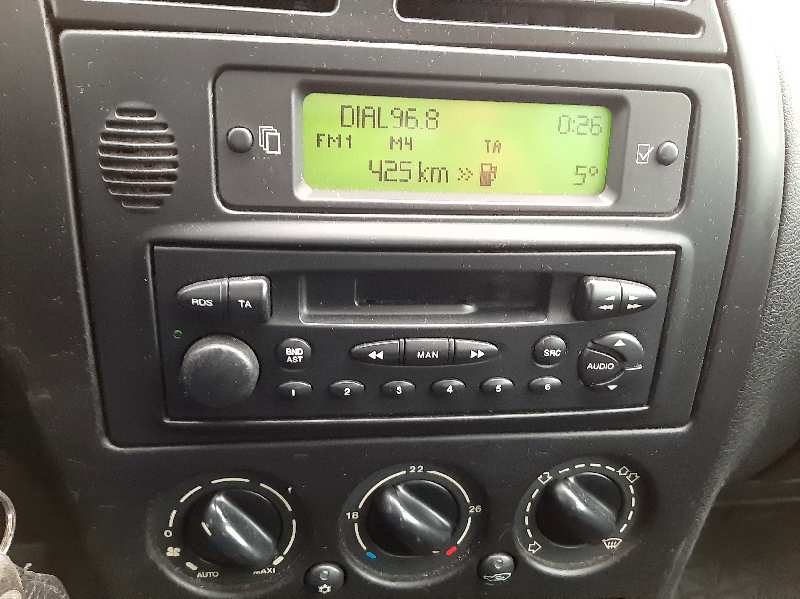 DIAL96.8 0:26
FM1 M4 TA
425 km 5°
RDS TA
BND
AST
MAN
SRC
AUDIO
1 2 3 4 5 6
0
AUTO MAXI
22
18 26